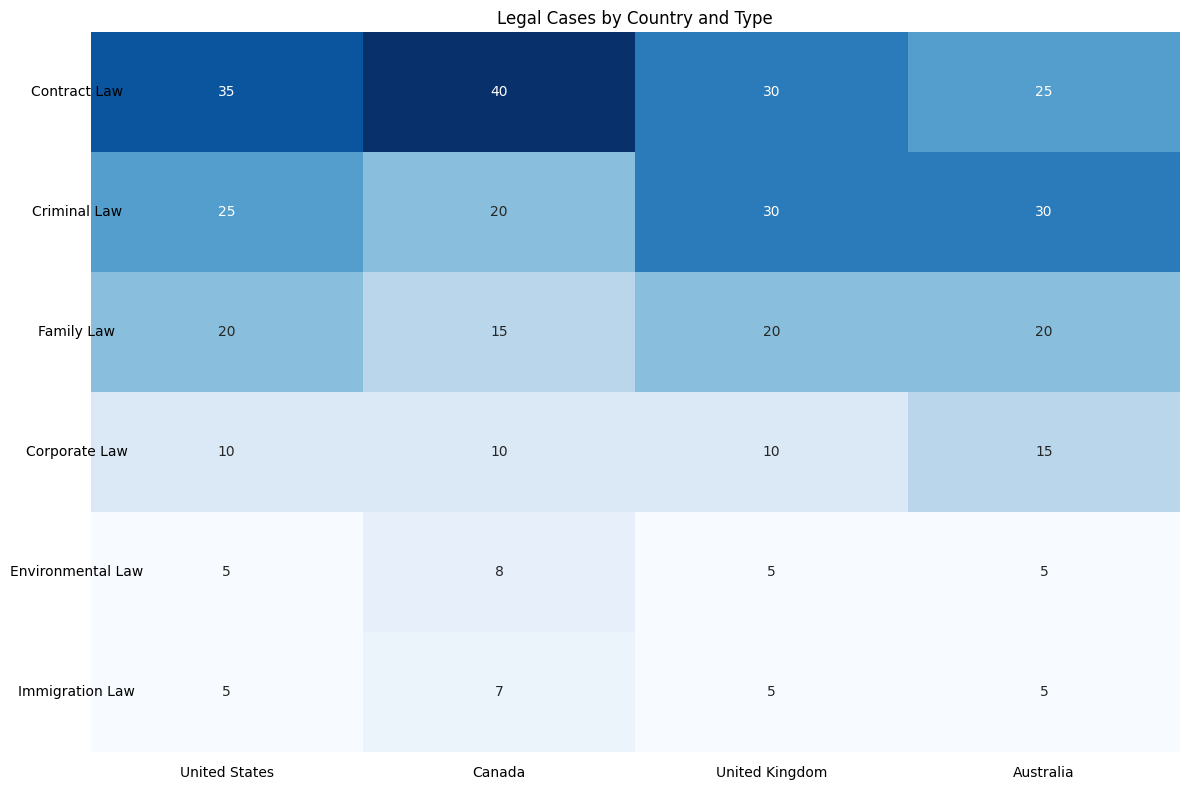 Legal Cases by Country and Type
Contract Law 35 40 30 25
Criminal Law 25 20 30 30
Family Law 20 15 20 20
Corporate Law 10 10 10 15
Environmental Law 5 8 5 5
Immigration Law 5 7 5 5
United States Canada United Kingdom Australia